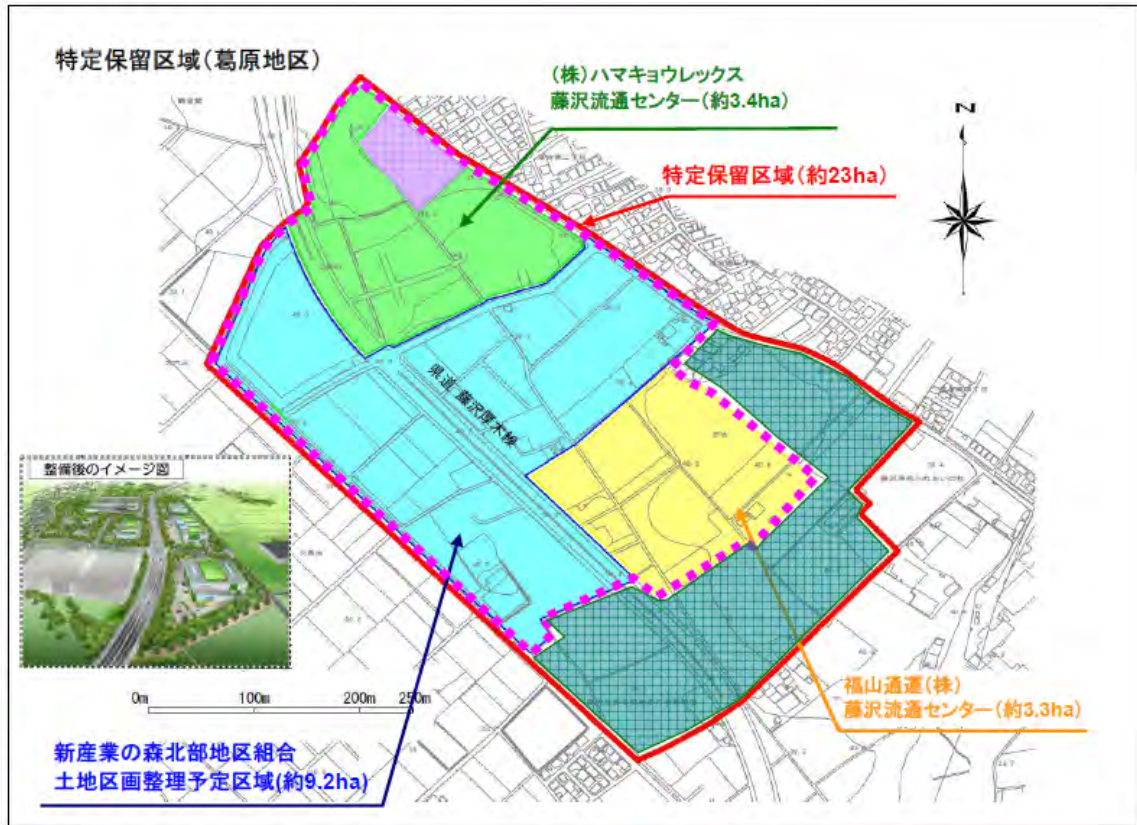 特定保留区域(葛原地区)
(株)ハマキョウレックス
藤沢流通センター(約3.4ha)
特定保留区域(約23ha)
N
県道 藤沢厚木線
整備後のイメージ図
0m 100m 200m 250m
福山通運(株)
藤沢流通センター(約3.3ha)
新産業の森北部地区組合
土地区画整理予定区域(約9.2ha)